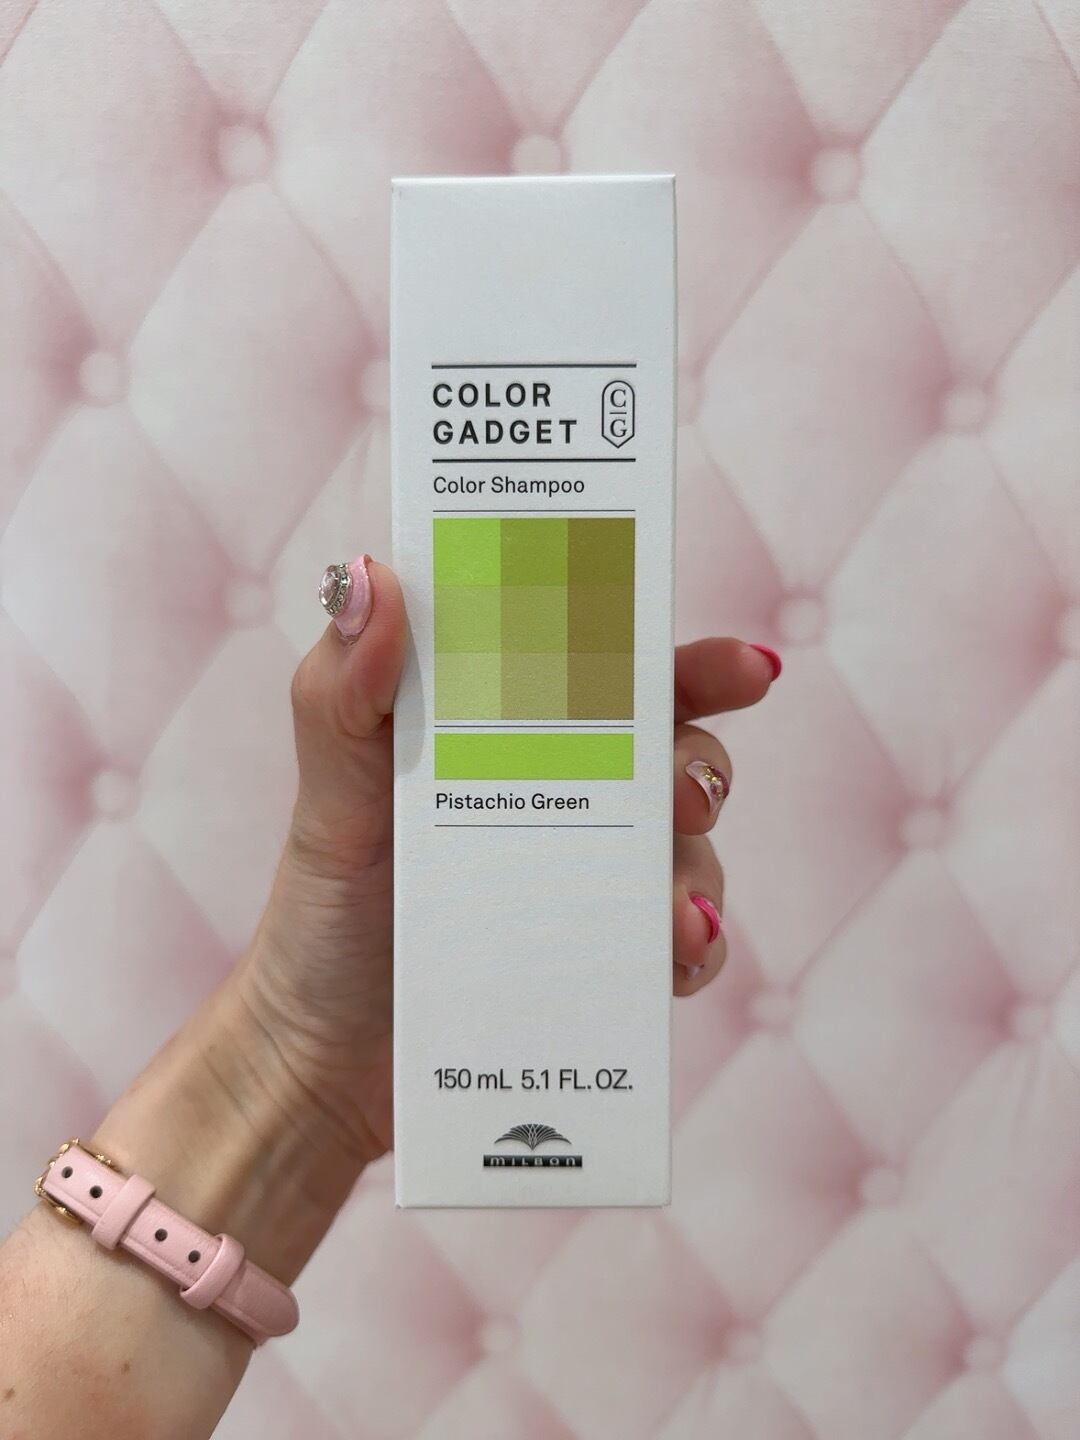 COLOR
GADGET
C
G
Color Shampoo
Pistachio Green
150 mL 5.1 FL. OZ.
MILBON